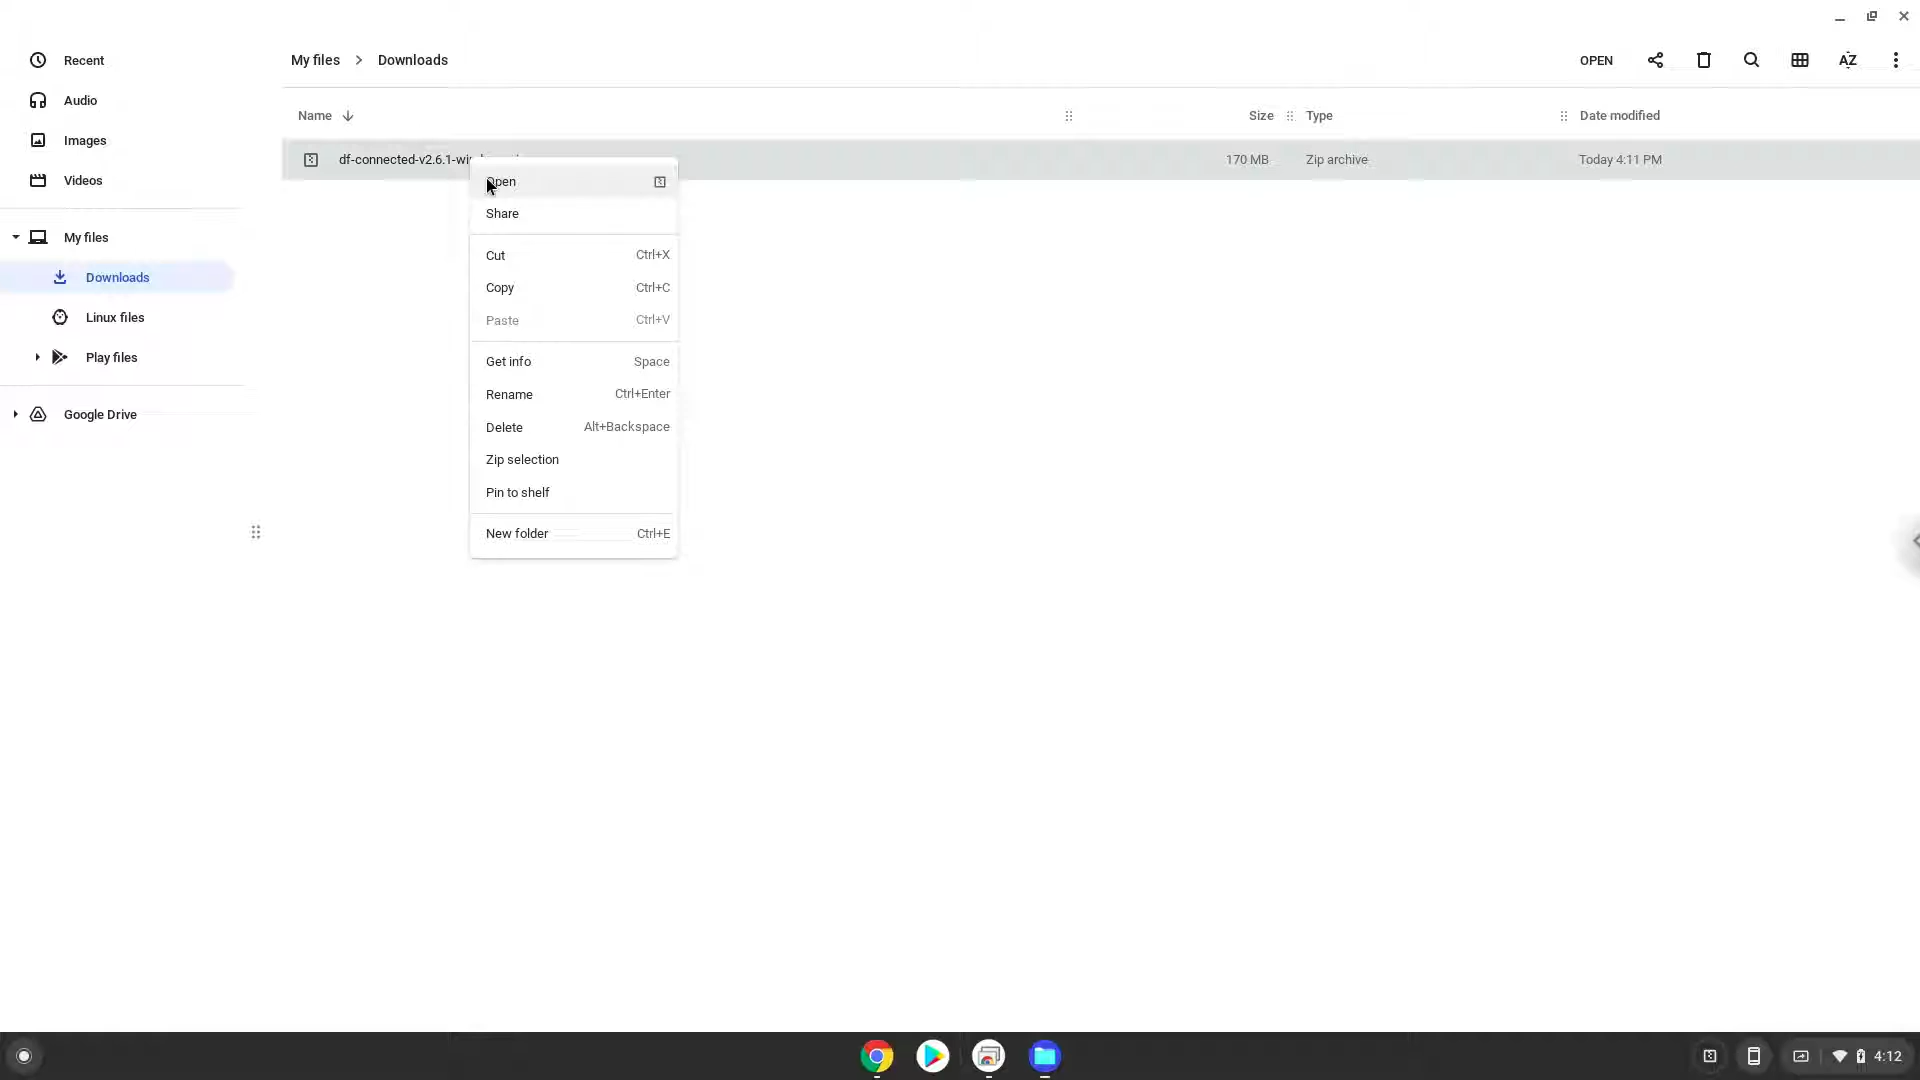 Recent
Audio
Images
Videos
My files
Downloads
Linux files
Play files
Google Drive
My files > Downloads
OPEN
AZ
Name Size Type Date modified
df-connected-v2.6.1-win 170 MB Zip archive Today 4:11 PM
Open
Share
Cut Ctrl+X
Copy Ctrl+C
Paste Ctrl+V
Get info Space
Rename Ctrl+Enter
Delete Alt+Backspace
Zip selection
Pin to shelf
New folder Ctrl+E
4:12